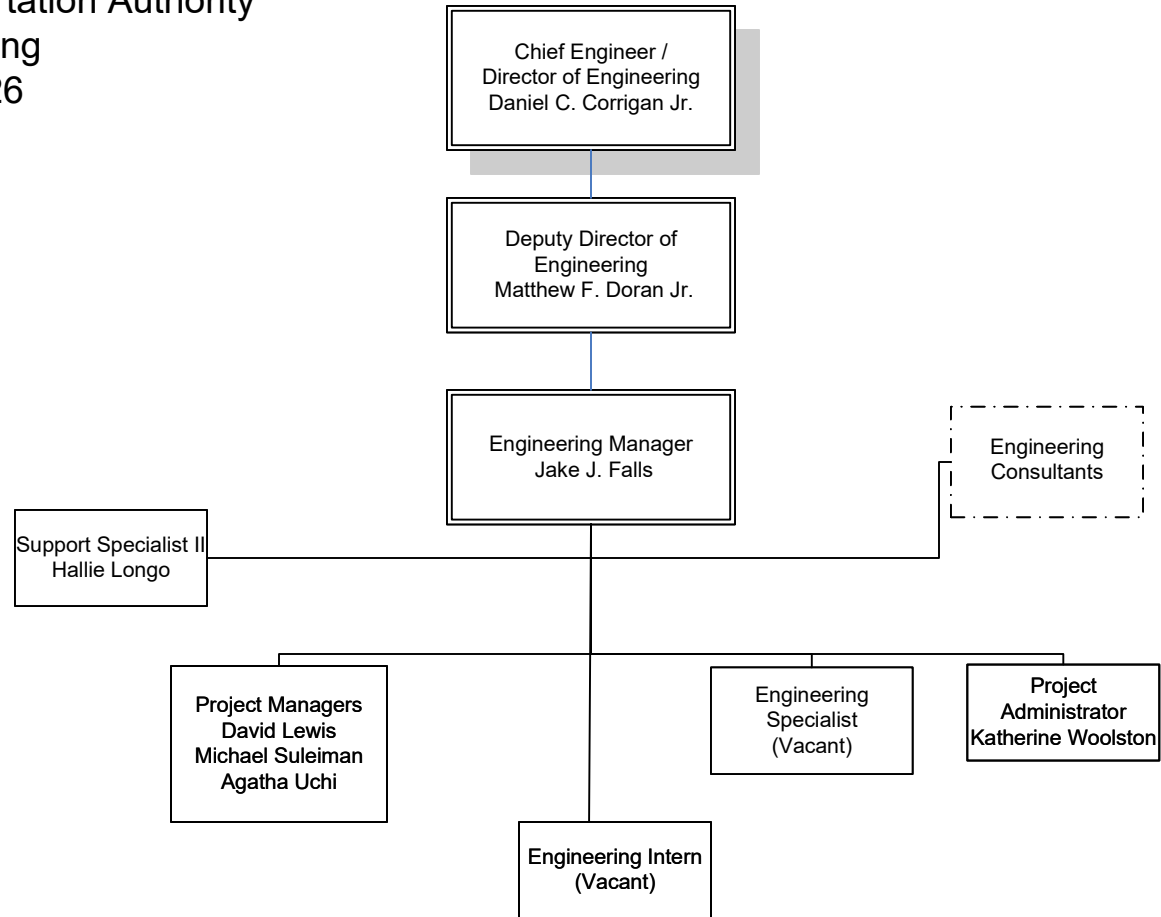 tation Authority
ng
26
Chief Engineer /
Director of Engineering
Daniel C. Corrigan Jr.
Deputy Director of
Engineering
Matthew F. Doran Jr.
Engineering Manager
Jake J. Falls
Engineering
Consultants
Support Specialist II
Hallie Longo
Project Managers
David Lewis
Michael Suleiman
Agatha Uchi
Engineering
Specialist
(Vacant)
Project
Administrator
Katherine Woolston
Engineering Intern
(Vacant)